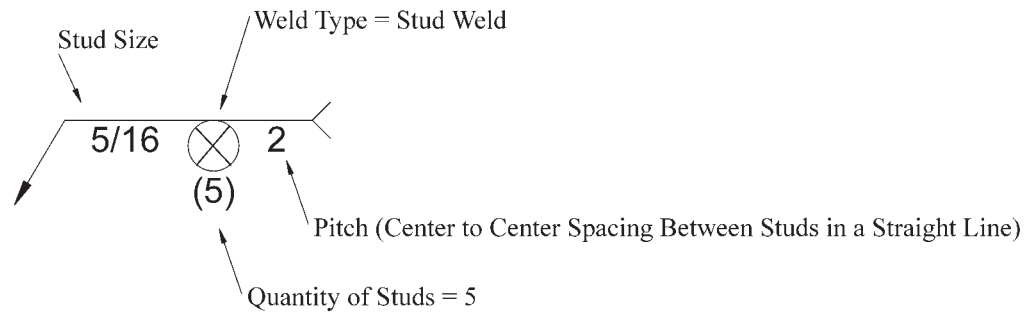 Weld Type = Stud Weld
Stud Size
5/16 2
(5)
Pitch (Center to Center Spacing Between Studs in a Straight Line)
Quantity of Studs = 5